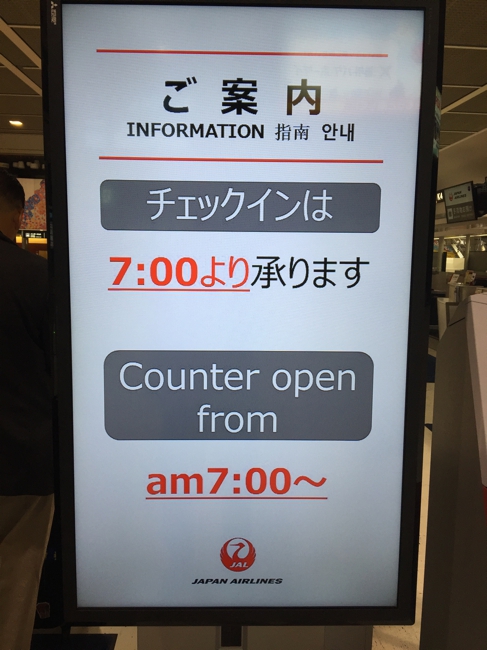 ご案内
INFORMATION 指南 안내
チェックインは
7:00より承ります
Counter open
from
am7:00～
JAL
JAPAN AIRLINES